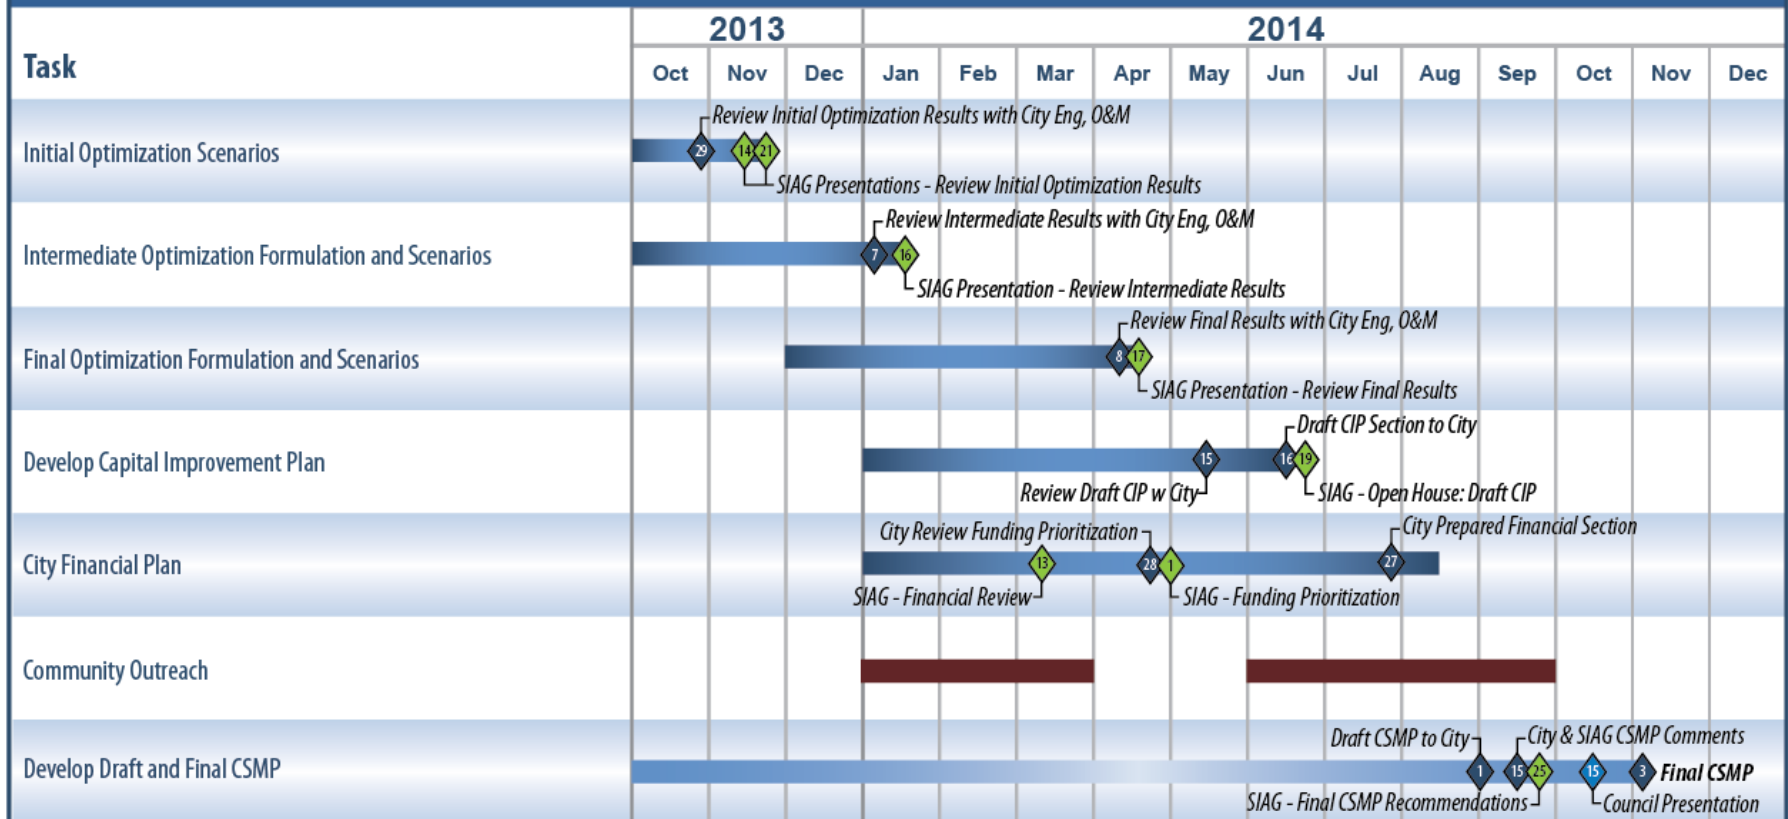 2013 2014
Task Oct Nov Dec Jan Feb Mar Apr May Jun Jul Aug Sep Oct Nov Dec
Review Initial Optimization Results with City Eng, O&M
Initial Optimization Scenarios 29 14 21
SIAG Presentations - Review Initial Optimization Results
Review Intermediate Results with City Eng, O&M
Intermediate Optimization Formulation and Scenarios 7 16
SIAG Presentation - Review Intermediate Results
Review Final Results with City Eng, O&M
Final Optimization Formulation and Scenarios 8 17
SIAG Presentation - Review Final Results
Draft CIP Section to City
Develop Capital Improvement Plan 15 16 19
Review Draft CIP w City SIAG - Open House: Draft CIP
City Review Funding Prioritization City Prepared Financial Section
City Financial Plan 13 28 1 27
SIAG - Financial Review SIAG - Funding Prioritization
Community Outreach
Draft CSMP to City City & SIAG CSMP Comments
Develop Draft and Final CSMP 1 15 25 15 3 Final CSMP
SIAG - Final CSMP Recommendations Council Presentation